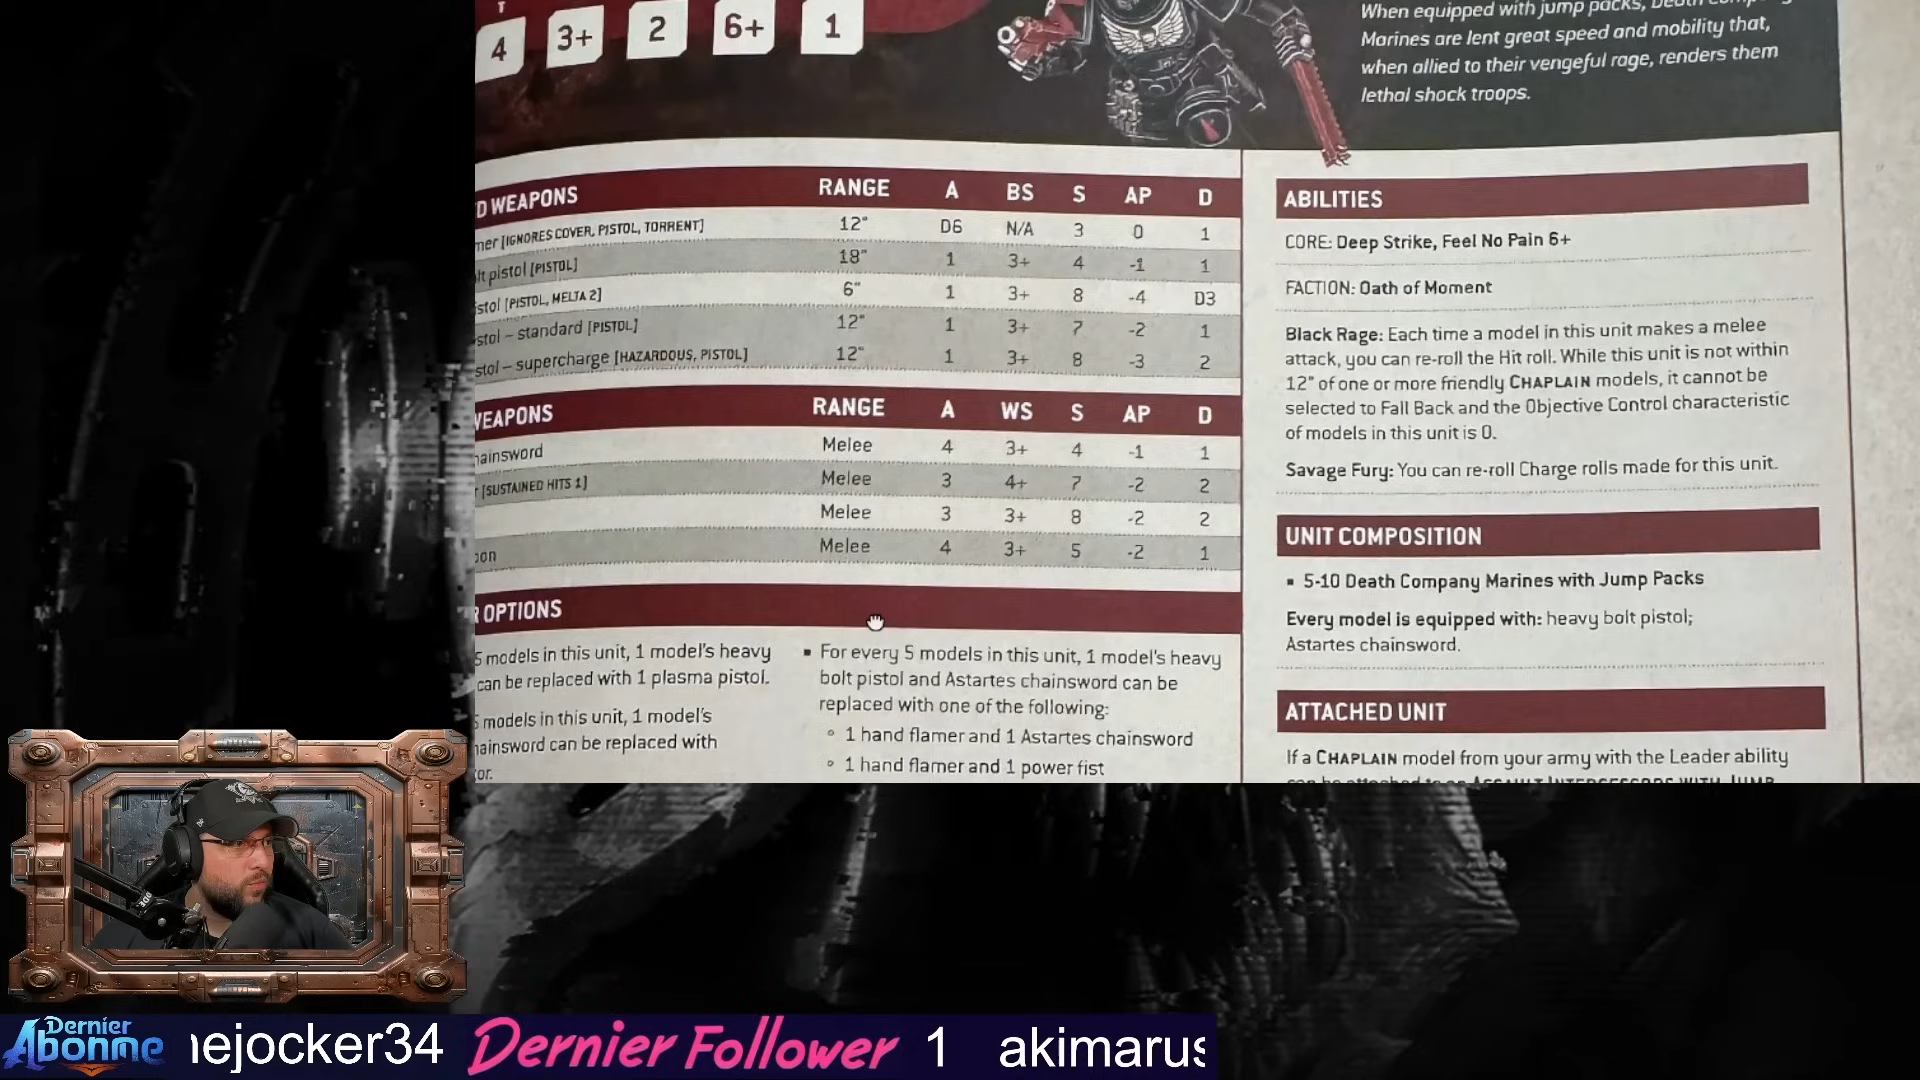 T
4 3+ 2 6+ 1
When equipped with jump packs,
Marines are lent great speed and mobility that,
when allied to their vengeful rage, renders them
lethal shock troops.
D WEAPONS RANGE A BS S AP D
mer [IGNORES COVER, PISTOL, TORRENT] 12" D6 N/A 3 0 1
lt pistol [PISTOL] 18" 1 3+ 4 -1 1
stol [PISTOL, MELTA 2] 6" 1 3+ 8 -4 D3
stol – standard [PISTOL] 12" 1 3+ 7 -2 1
stol – supercharge [HAZARDOUS, PISTOL] 12" 1 3+ 8 -3 2
WEAPONS RANGE A WS S AP D
hainsword Melee 4 3+ 4 -1 1
r [SUSTAINED HITS 1] Melee 3 4+ 7 -2 2
Melee 3 3+ 8 -2 2
pon Melee 4 3+ 5 -2 1
R OPTIONS
5 models in this unit, 1 model's heavy
can be replaced with 1 plasma pistol.
5 models in this unit, 1 model's
hainsword can be replaced with
or.
▪ For every 5 models in this unit, 1 model's heavy
bolt pistol and Astartes chainsword can be
replaced with one of the following:
◦ 1 hand flamer and 1 Astartes chainsword
◦ 1 hand flamer and 1 power fist
ABILITIES
CORE: Deep Strike, Feel No Pain 6+
FACTION: Oath of Moment
Black Rage: Each time a model in this unit makes a melee
attack, you can re-roll the Hit roll. While this unit is not within
12" of one or more friendly CHAPLAIN models, it cannot be
selected to Fall Back and the Objective Control characteristic
of models in this unit is 0.
Savage Fury: You can re-roll Charge rolls made for this unit.
UNIT COMPOSITION
▪ 5-10 Death Company Marines with Jump Packs
Every model is equipped with: heavy bolt pistol;
Astartes chainsword.
ATTACHED UNIT
If a CHAPLAIN model from your army with the Leader ability
can be attached to an ASSAULT INTERCESSORS WITH JUMP
Dernier
Abonné
nejocker34
Dernier Follower
1 akimarus